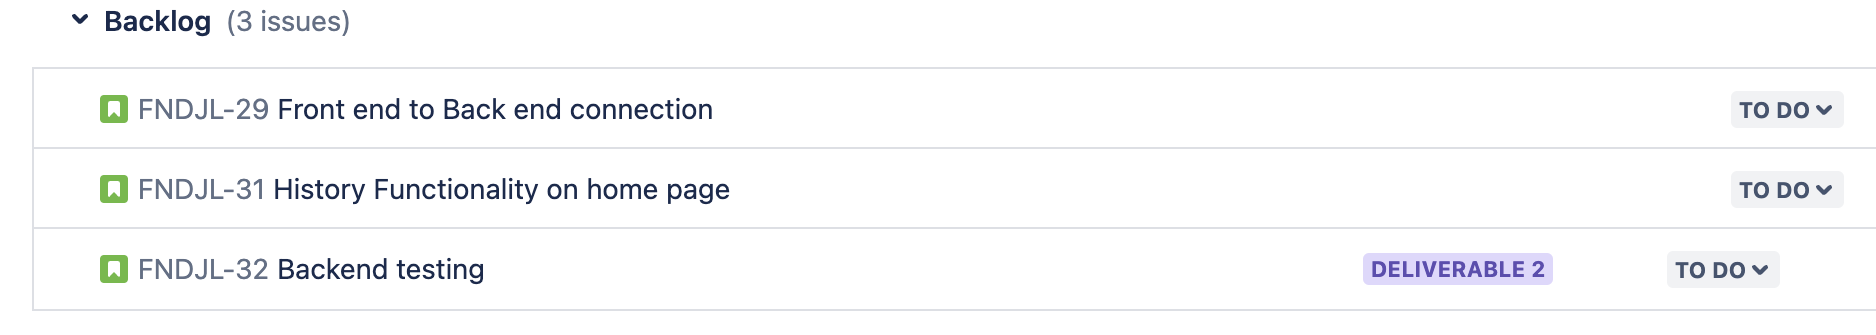 Backlog (3 issues)
FNDJL-29 Front end to Back end connection TO DO
FNDJL-31 History Functionality on home page TO DO
FNDJL-32 Backend testing DELIVERABLE 2 TO DO